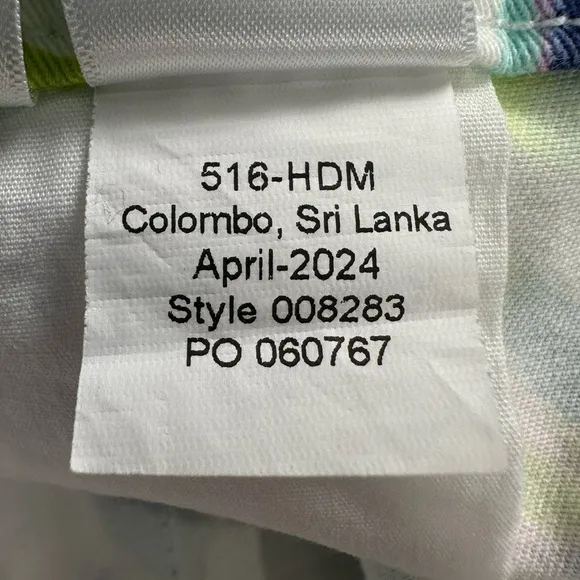 516-HDM
Colombo, Sri Lanka
April-2024
Style 008283
PO 060767